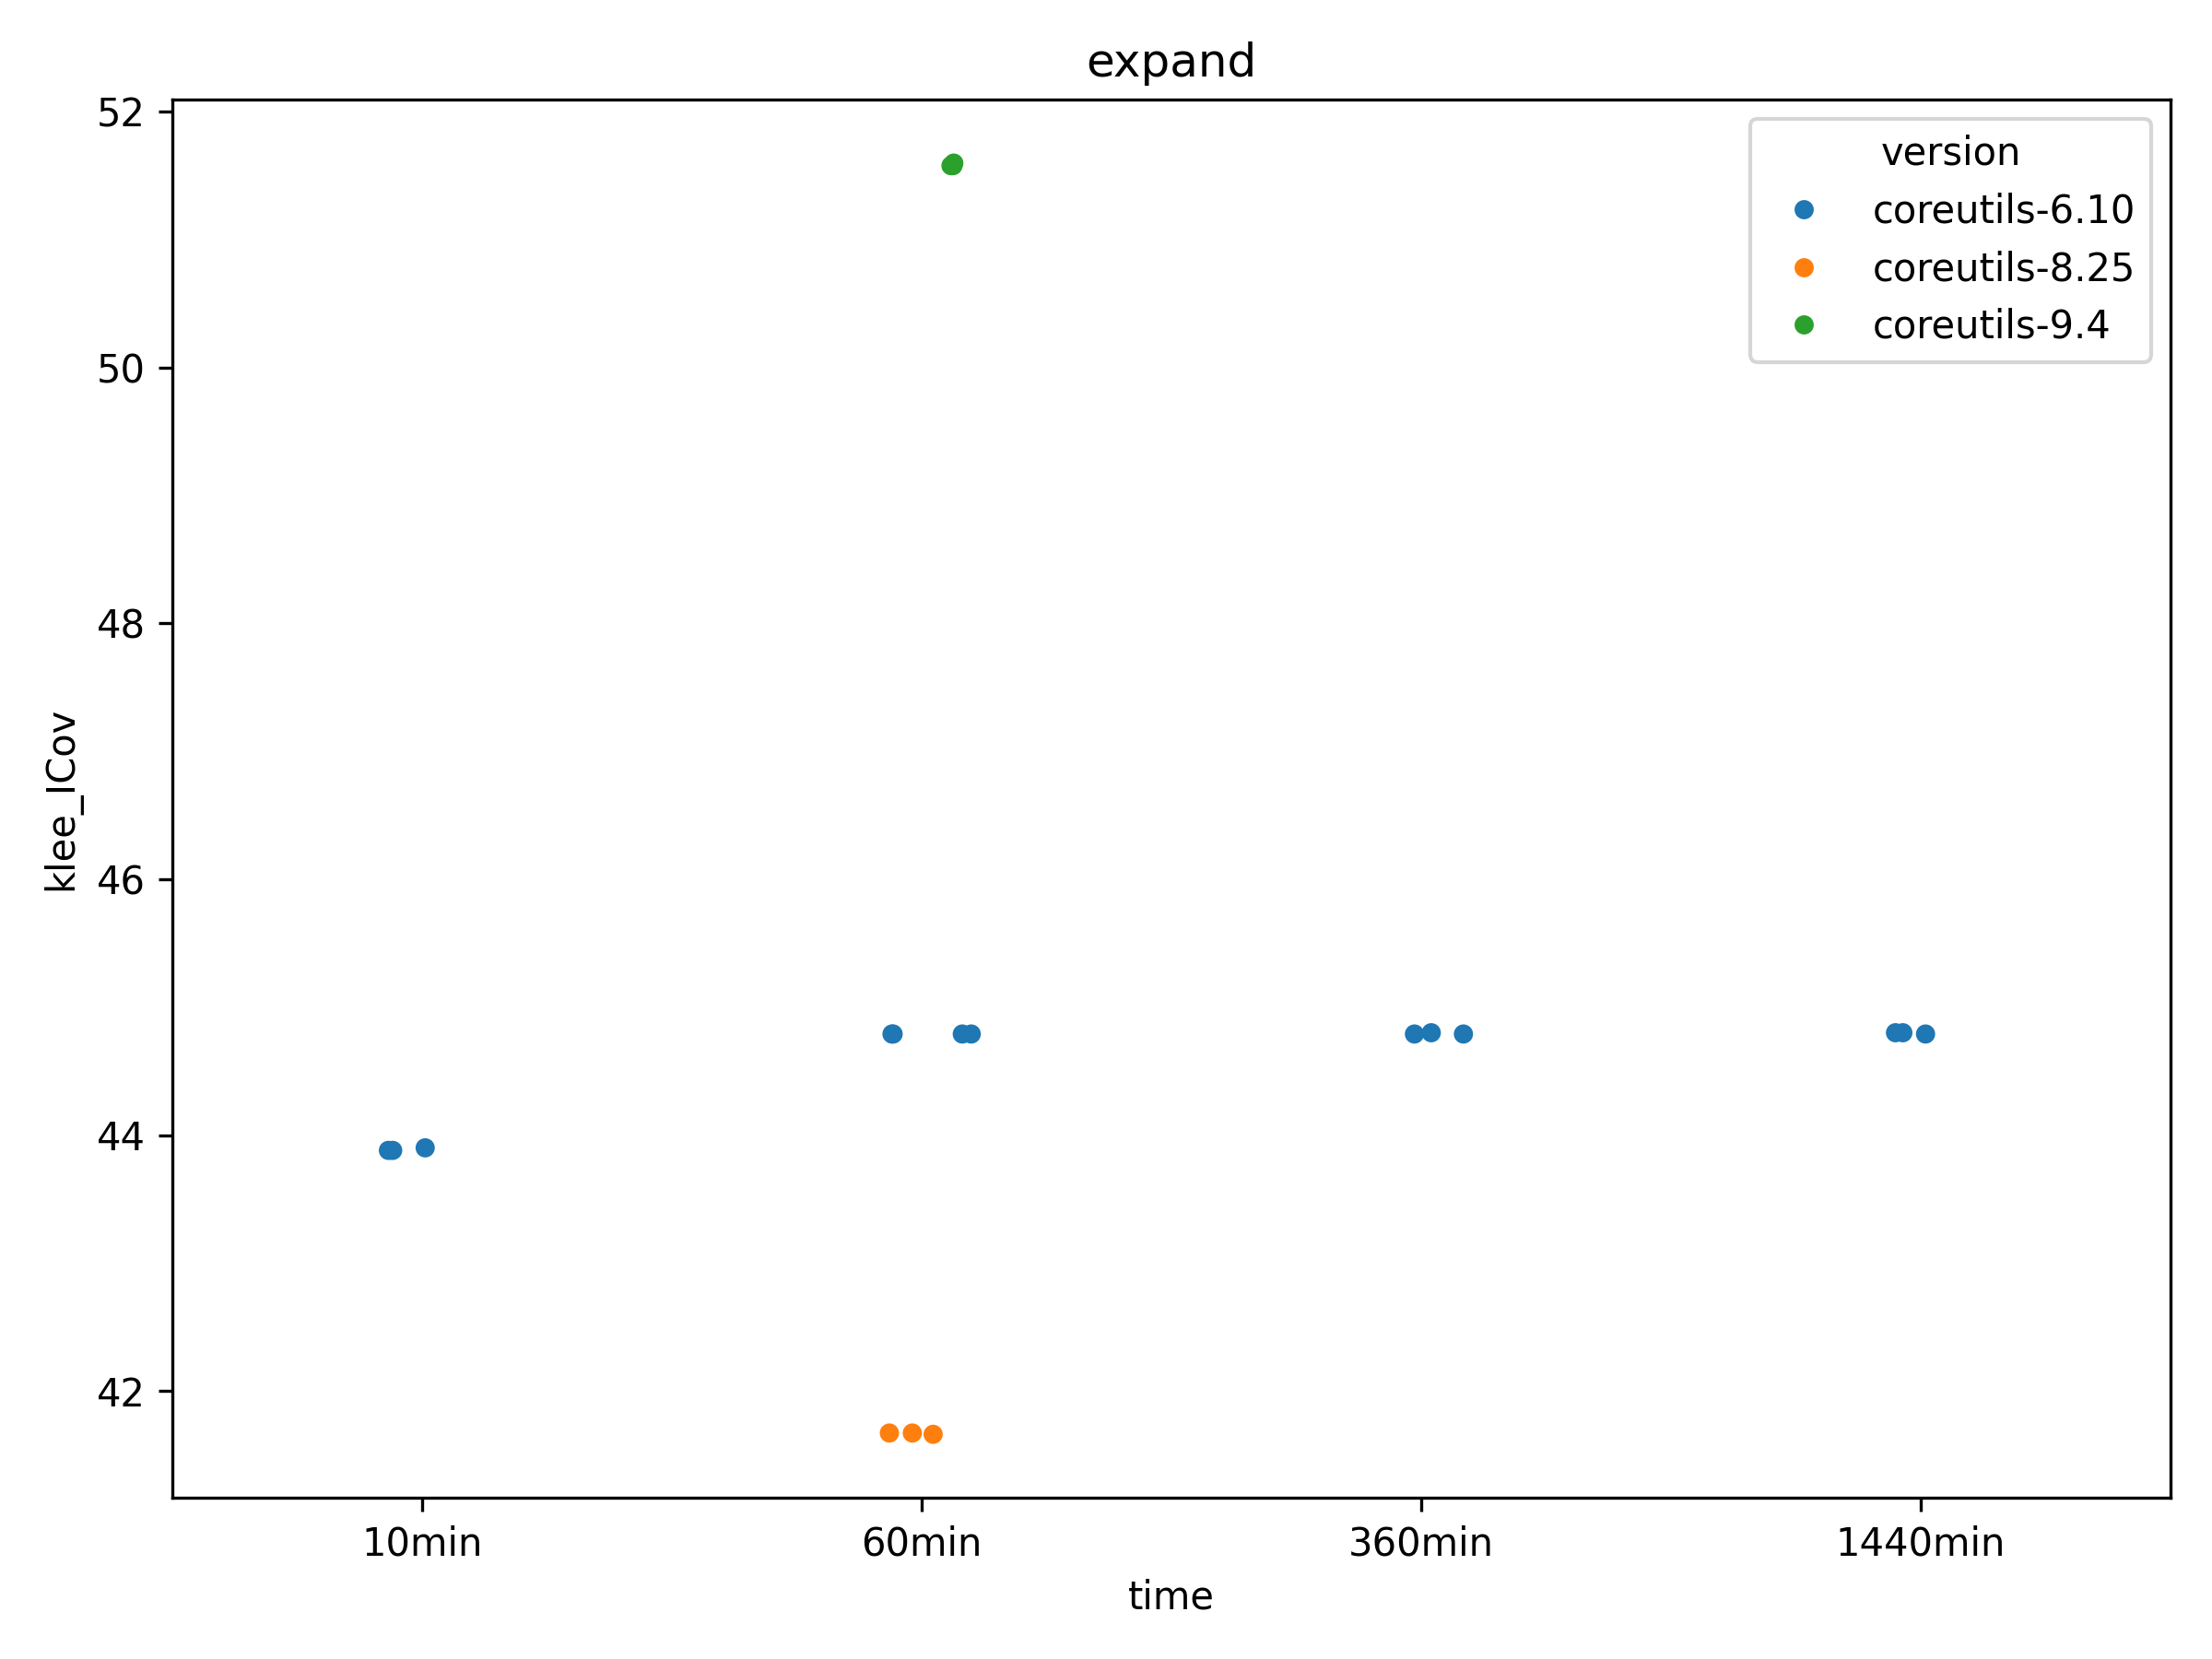 expand
52
50
48
46
44
42
klee_ICov
10min
60min
360min
1440min
time
version
coreutils-6.10
coreutils-8.25
coreutils-9.4